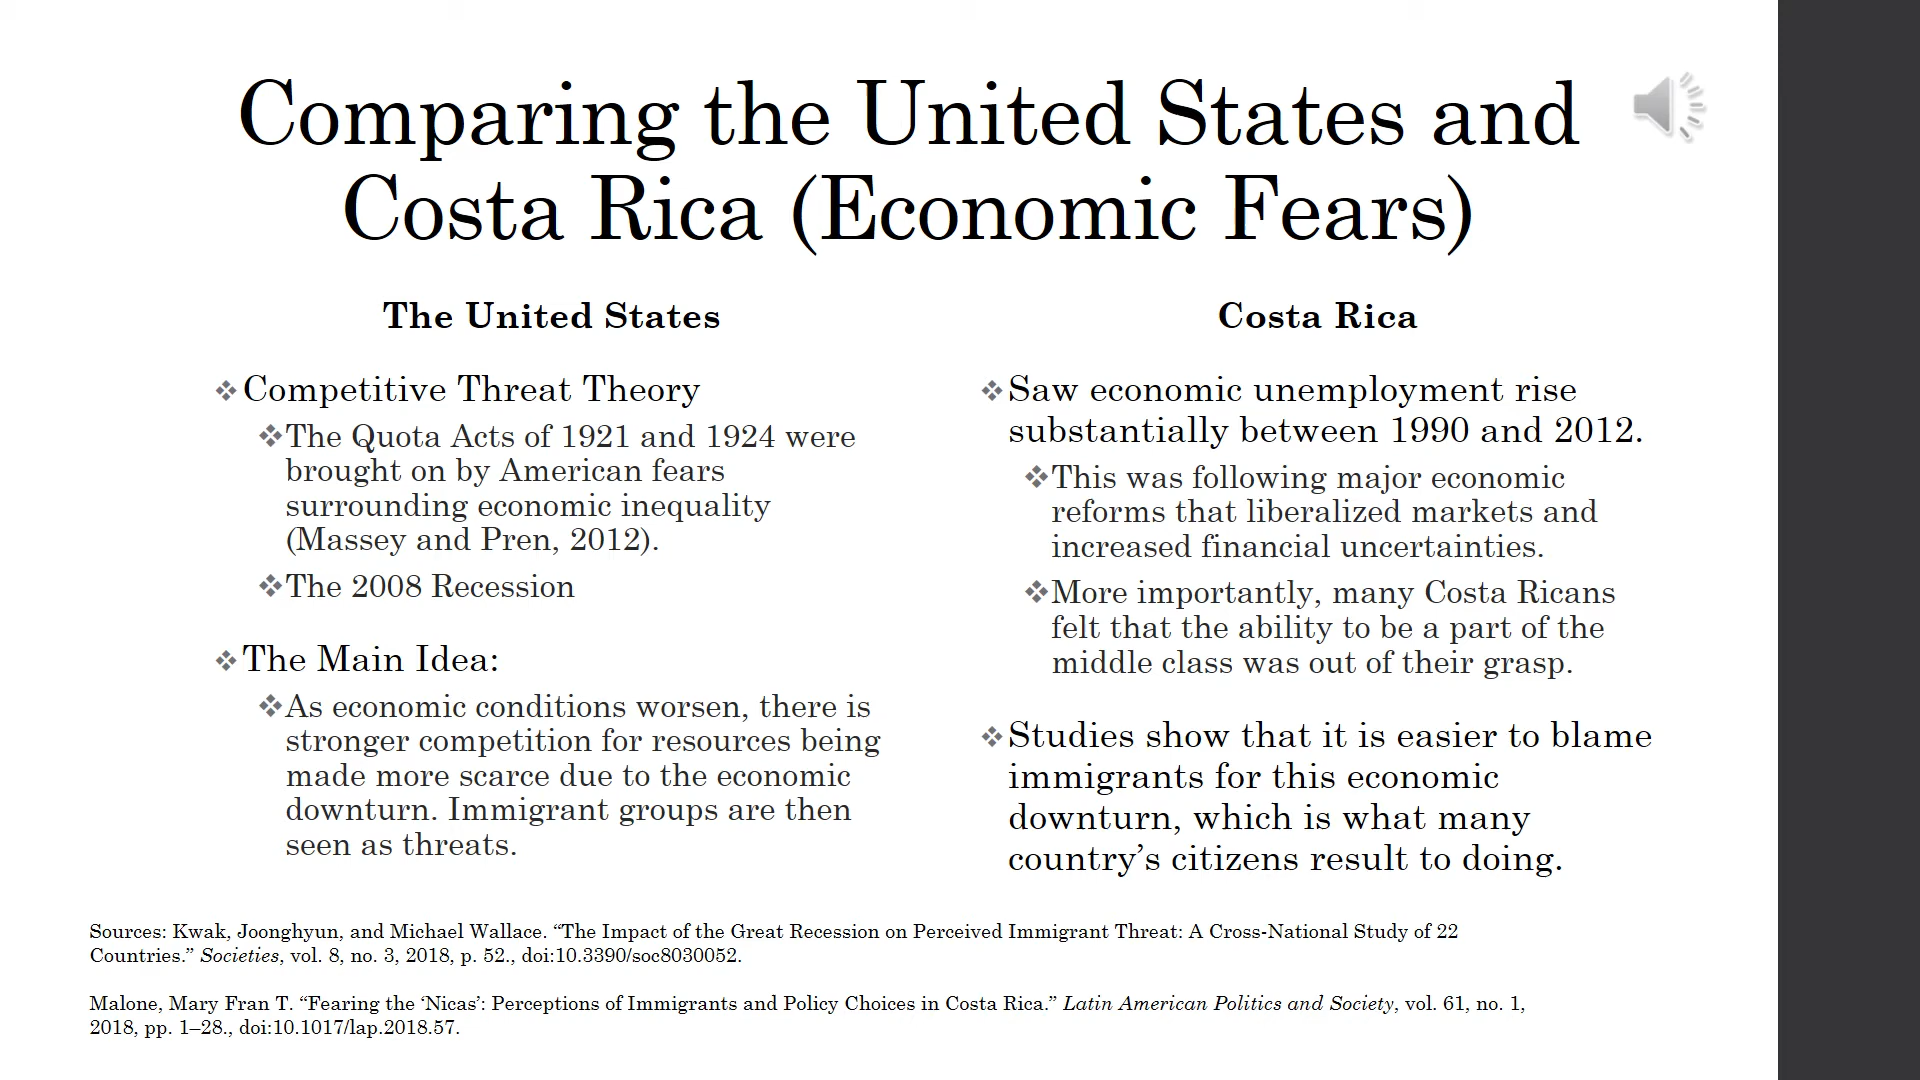 Comparing the United States and
Costa Rica (Economic Fears)
The United States
❖Competitive Threat Theory
❖The Quota Acts of 1921 and 1924 were
brought on by American fears
surrounding economic inequality
(Massey and Pren, 2012).
❖The 2008 Recession
❖The Main Idea:
❖As economic conditions worsen, there is
stronger competition for resources being
made more scarce due to the economic
downturn. Immigrant groups are then
seen as threats.
Costa Rica
❖Saw economic unemployment rise
substantially between 1990 and 2012.
❖This was following major economic
reforms that liberalized markets and
increased financial uncertainties.
❖More importantly, many Costa Ricans
felt that the ability to be a part of the
middle class was out of their grasp.
❖Studies show that it is easier to blame
immigrants for this economic
downturn, which is what many
country’s citizens result to doing.
Sources: Kwak, Joonghyun, and Michael Wallace. “The Impact of the Great Recession on Perceived Immigrant Threat: A Cross-National Study of 22
Countries.” Societies, vol. 8, no. 3, 2018, p. 52., doi:10.3390/soc8030052.
Malone, Mary Fran T. “Fearing the ‘Nicas’: Perceptions of Immigrants and Policy Choices in Costa Rica.” Latin American Politics and Society, vol. 61, no. 1,
2018, pp. 1–28., doi:10.1017/lap.2018.57.